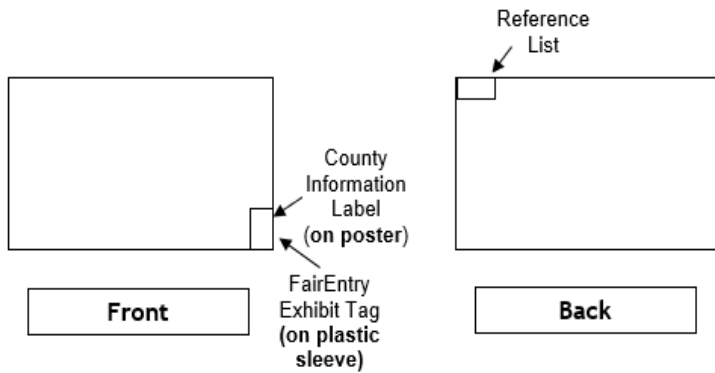 Reference
List
County
Information
Label
(on poster)
FairEntry
Exhibit Tag
(on plastic
sleeve)
Front
Back